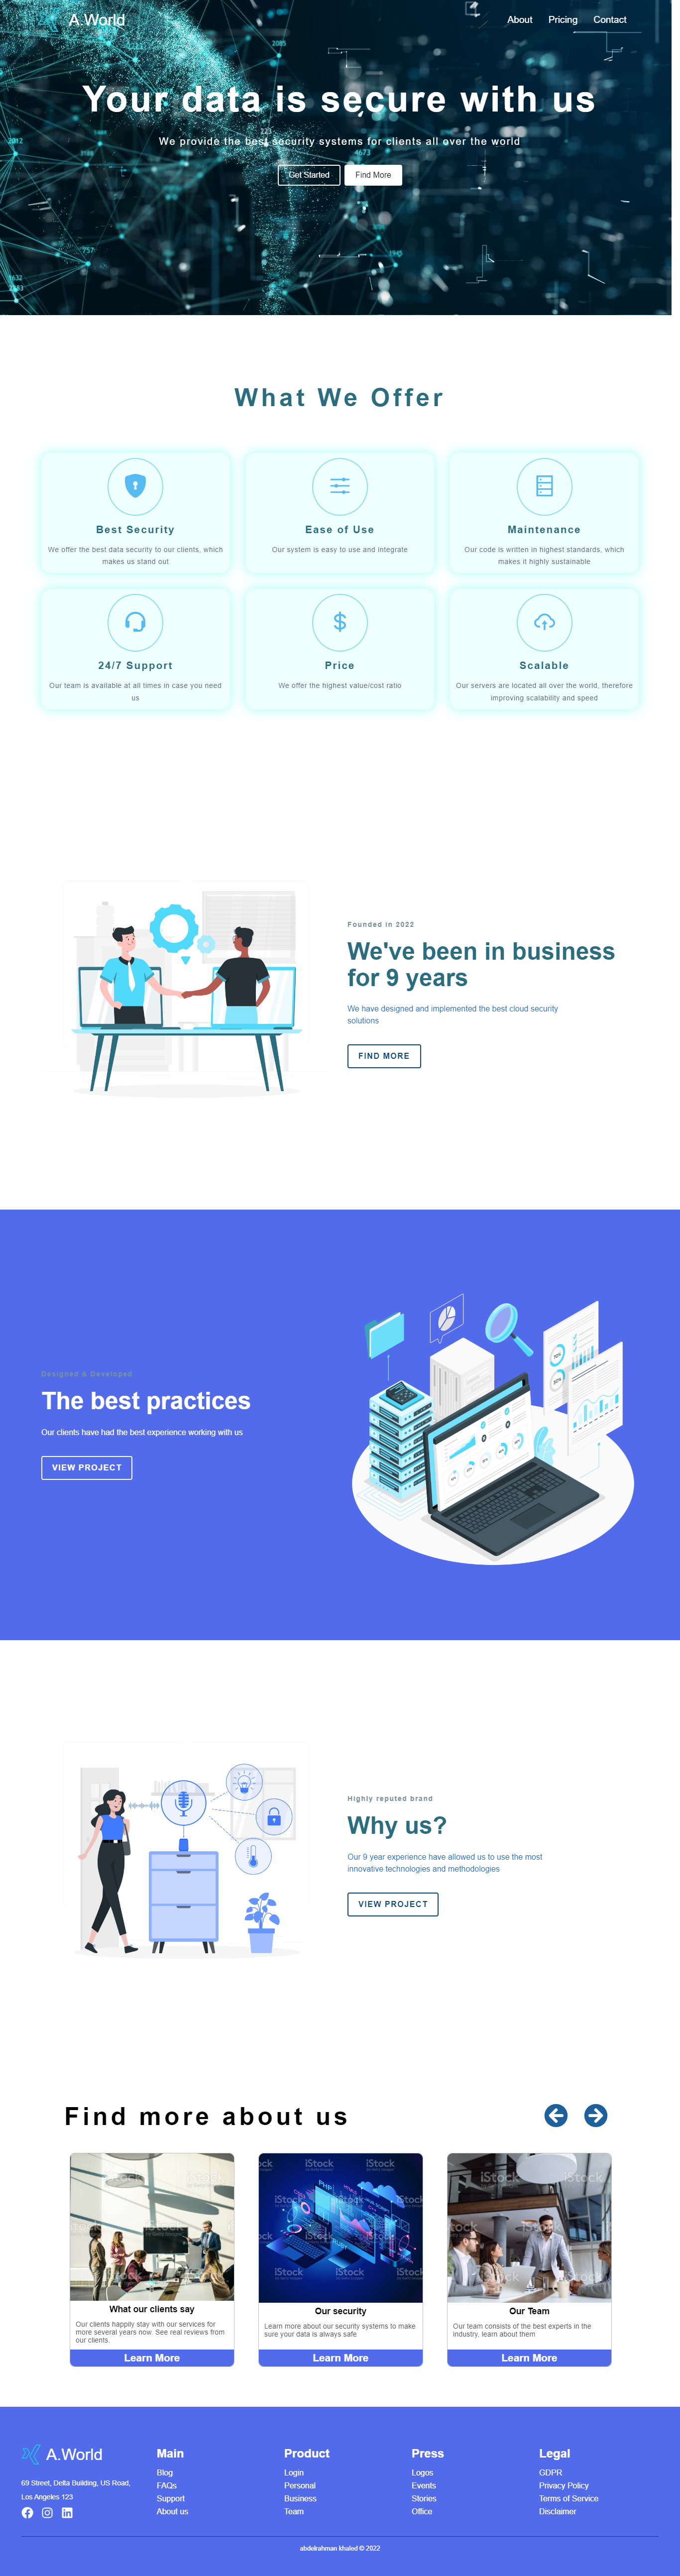 A.World
About Pricing Contact
Your data is secure with us
We provide the best security systems for clients all over the world
Get Started Find More
What We Offer
Best Security
We offer the best data security to our clients, which
makes us stand out
Ease of Use
Our system is easy to use and integrate
Maintenance
Our code is written in highest standards, which
makes it highly sustainable
24/7 Support
Our team is available at all times in case you need
us
Price
We offer the highest value/cost ratio
Scalable
Our servers are located all over the world, therefore
improving scalability and speed
Founded in 2022
We've been in business
for 9 years
We have designed and implemented the best cloud security
solutions
FIND MORE
Designed & Developed
The best practices
Our clients have had the best experience working with us
VIEW PROJECT
Highly reputed brand
Why us?
Our 9 year experience have allowed us to use the most
innovative technologies and methodologies
VIEW PROJECT
Find more about us
What our clients say
Our clients happily stay with our services for
more several years now. See real reviews from
our clients.
Learn More
Our security
Learn more about our security systems to make
sure your data is always safe
Learn More
Our Team
Our team consists of the best experts in the
industry, learn about them
Learn More
A.World
69 Street, Delta Building, US Road,
Los Angeles 123
Main
Blog
FAQs
Support
About us
Product
Login
Personal
Business
Team
Press
Logos
Events
Stories
Office
Legal
GDPR
Privacy Policy
Terms of Service
Disclaimer
abdelrahman khaled © 2022